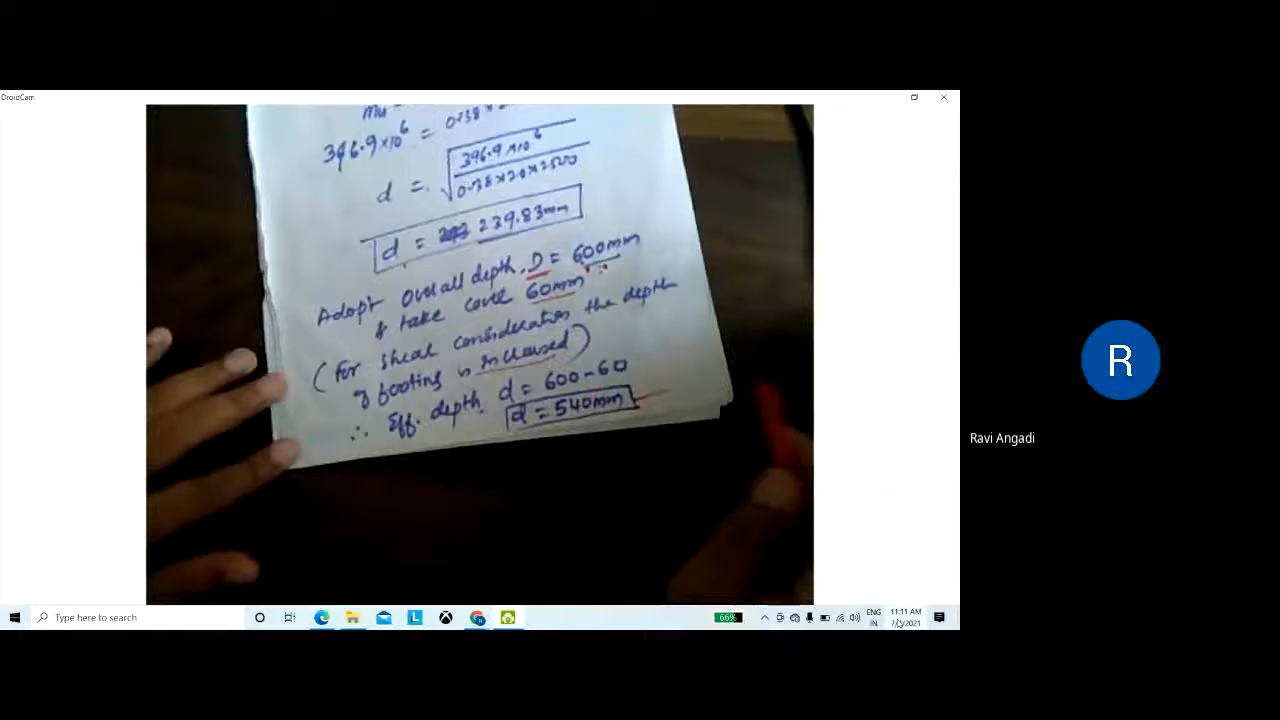 DroidCam
Mu =
396.9×10⁶ = 0.138 ×
d = √(396.9×10⁶ / 0.138×20×2500)
d = 239.83mm
Adopt overall depth, D = 600mm
& take cover 60mm
(For shear consideration the depth
of footing is increased)
∴ Eff. depth d = 600-60
d = 540mm
R
Ravi Angadi
Type here to search
66%
ENG
IN
11:11 AM